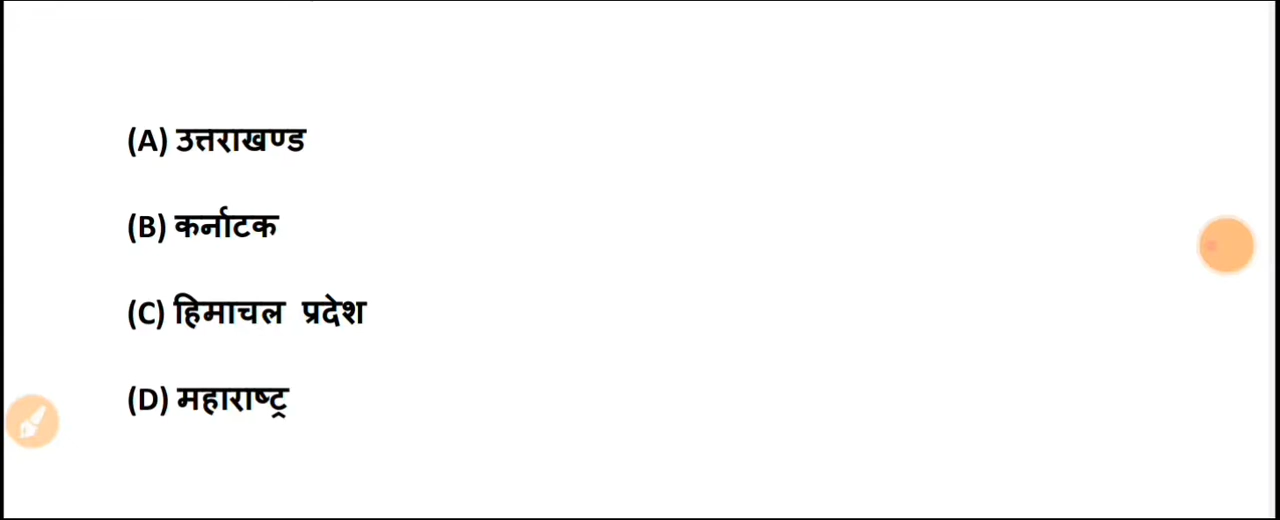 (A) उत्तराखण्ड
(B) कर्नाटक
(C) हिमाचल प्रदेश
(D) महाराष्ट्र